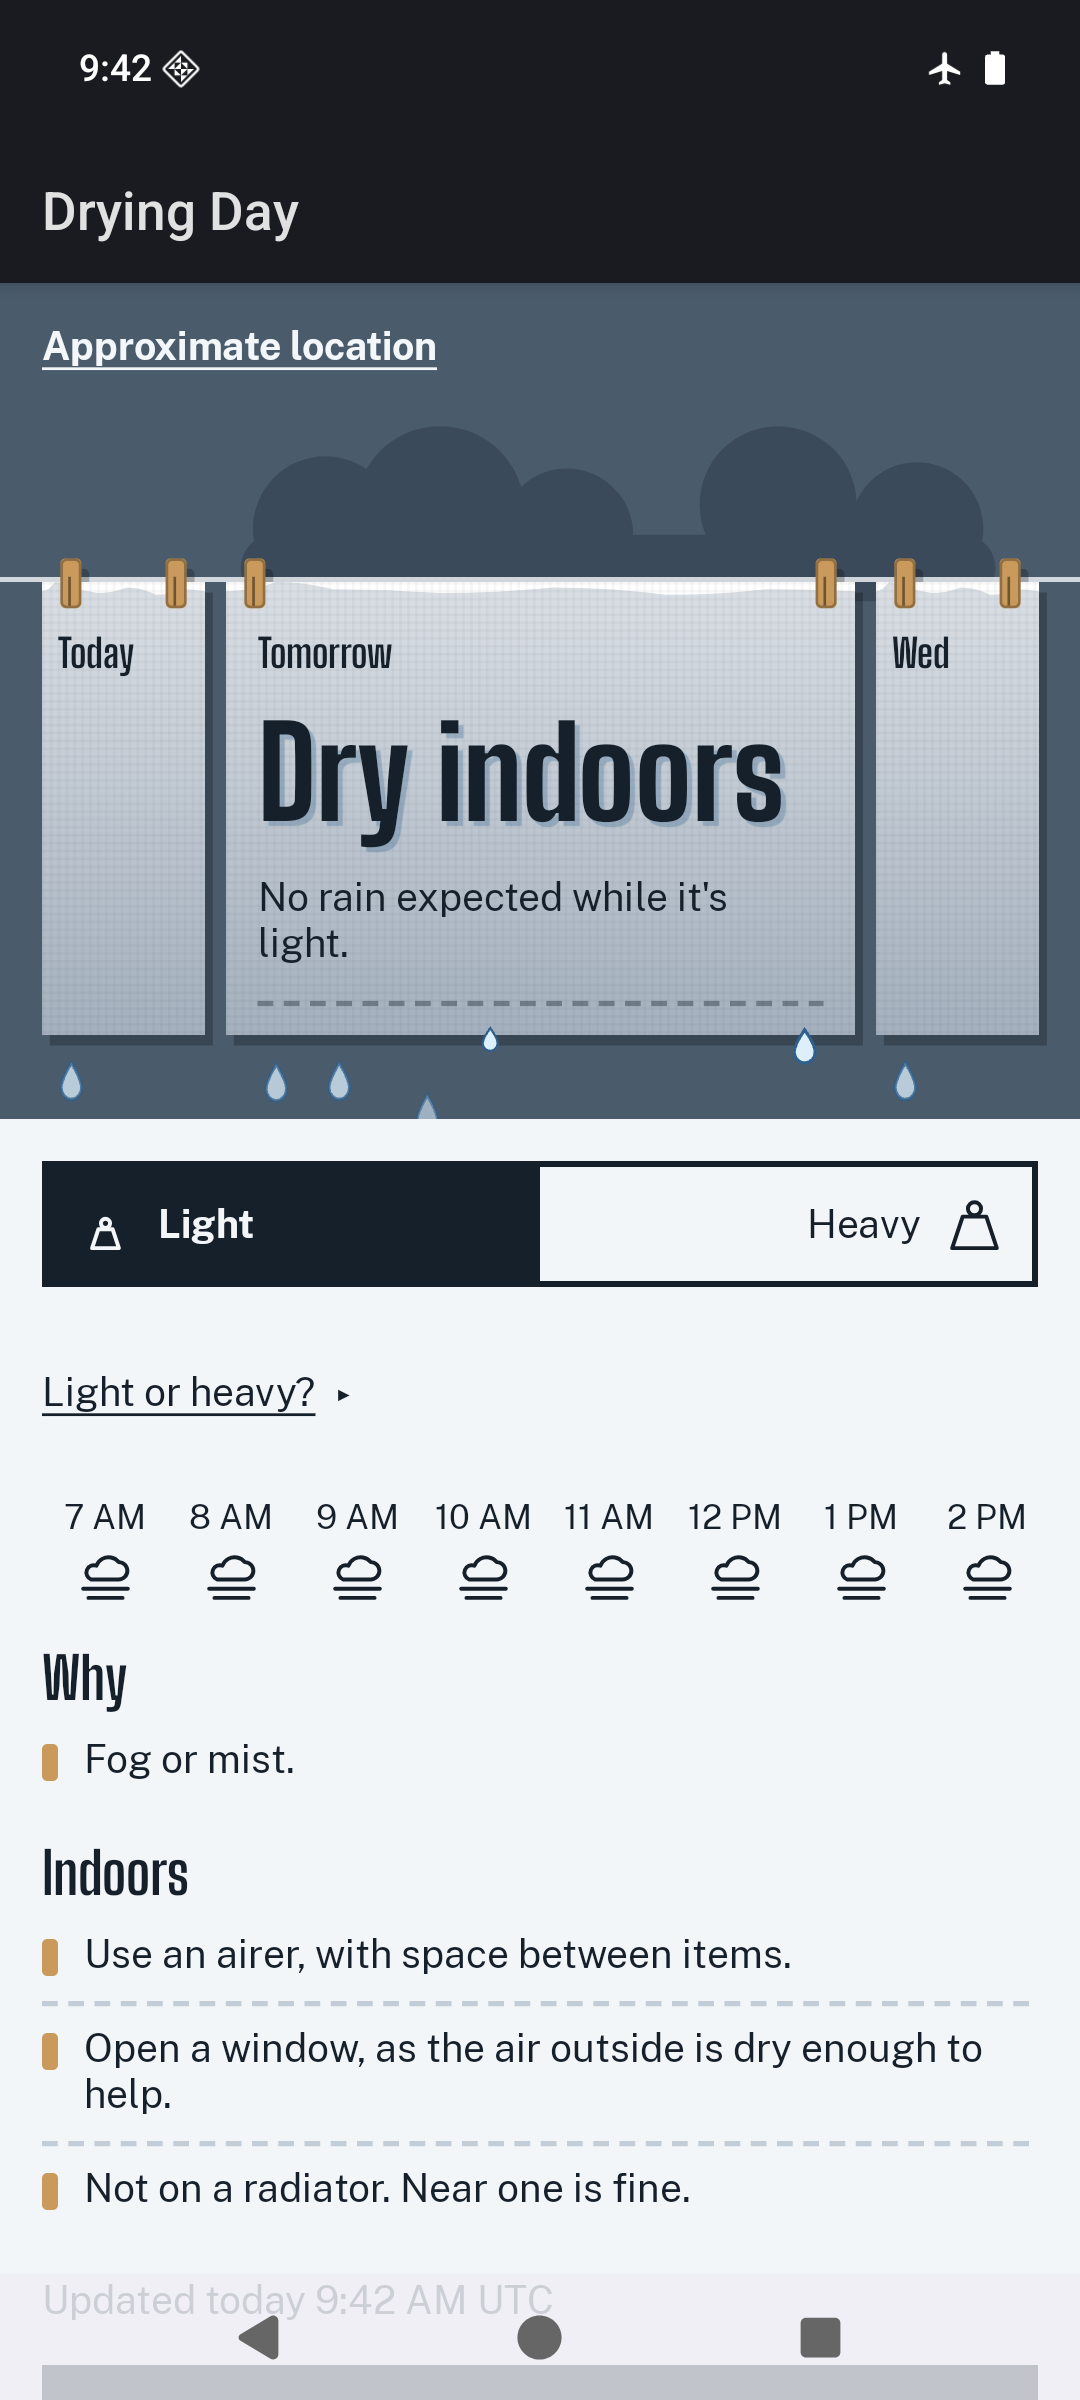 9:42
Drying Day
Approximate location
Today
Tomorrow
Wed
Dry indoors
No rain expected while it's
light.
Light
Heavy
Light or heavy? ▸
7 AM 8 AM 9 AM 10 AM 11 AM 12 PM 1 PM 2 PM
Why
Fog or mist.
Indoors
Use an airer, with space between items.
Open a window, as the air outside is dry enough to
help.
Not on a radiator. Near one is fine.
Updated today 9:42 AM UTC